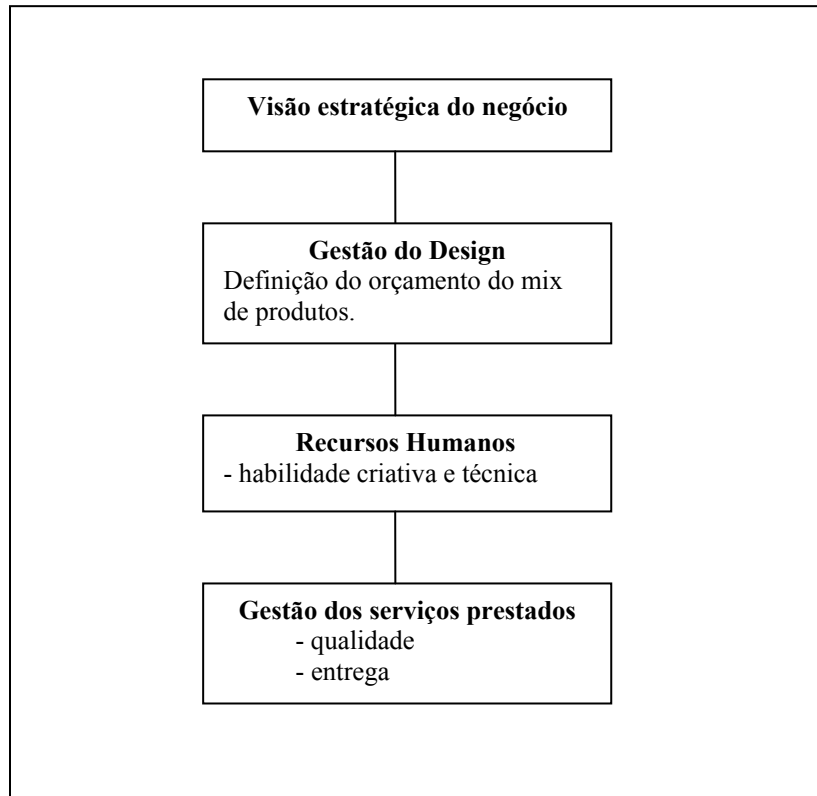 Visão estratégica do negócio
Gestão do Design
Definição do orçamento do mix
de produtos.
Recursos Humanos
- habilidade criativa e técnica
Gestão dos serviços prestados
- qualidade
- entrega